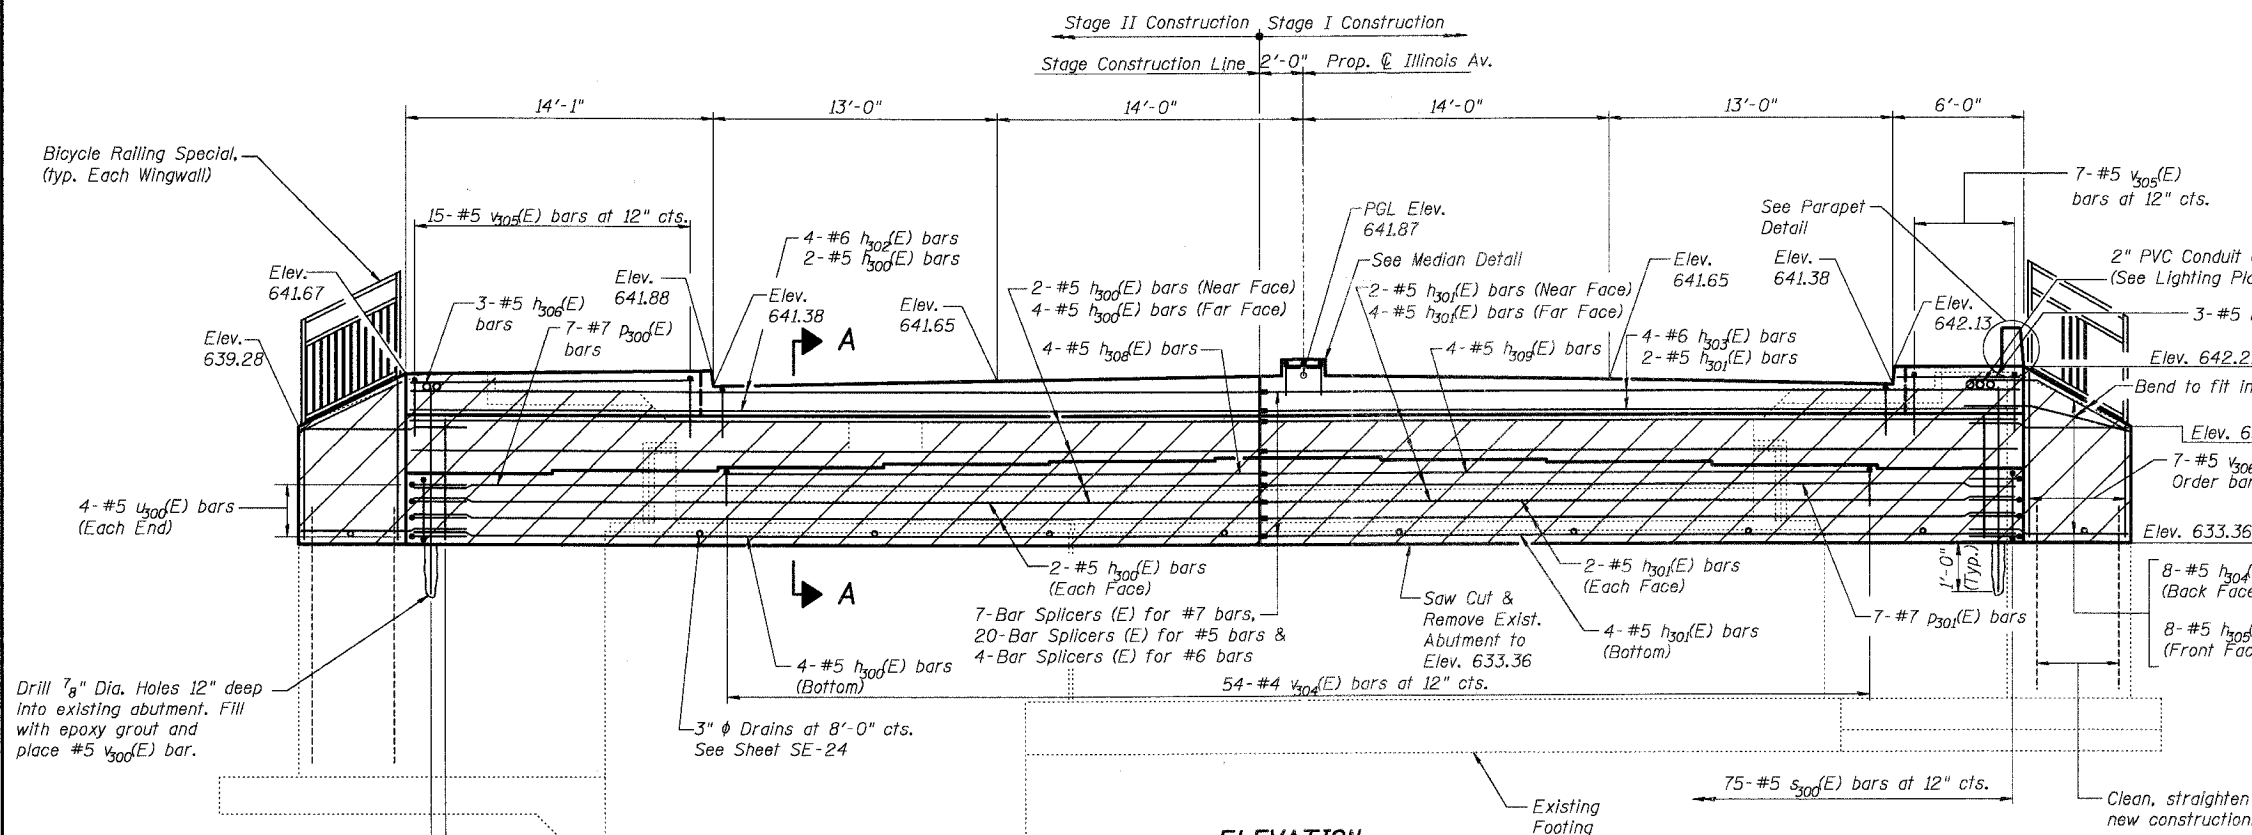 Stage II Construction
Stage I Construction
Stage Construction Line
2'-0"
Prop. ℄ Illinois Av.
14'-1"
13'-0"
14'-0"
14'-0"
13'-0"
6'-0"
Bicycle Railing Special,
(typ. Each Wingwall)
15-#5 v305(E) bars at 12" cts.
4-#6 h302(E) bars
2-#5 h300(E) bars
PGL Elev.
641.87
See Median Detail
See Parapet
Detail
7-#5 v305(E)
bars at 12" cts.
2" PVC Conduit
(See Lighting
Elev.
641.67
3-#5 h306(E)
bars
7-#7 p300(E)
bars
Elev.
641.88
Elev.
641.38
Elev.
641.65
2-#5 h300(E) bars (Near Face)
4-#5 h300(E) bars (Far Face)
2-#5 h301(E) bars (Near Face)
4-#5 h301(E) bars (Far Face)
Elev.
641.65
Elev.
641.38
Elev.
642.13
3-#5
Elev.
639.28
A
4-#5 h308(E) bars
4-#5 h309(E) bars
4-#6 h303(E) bars
2-#5 h301(E) bars
Elev. 642.2
Bend to fit
Elev. 6
7-#5 v306
Order
4-#5 u300(E) bars
(Each End)
Elev. 633.36
1'-0"
(Typ.)
A
2-#5 h300(E) bars
(Each Face)
2-#5 h301(E) bars
(Each Face)
7-Bar Splicers (E) for #7 bars,
20-Bar Splicers (E) for #5 bars &
4-Bar Splicers (E) for #6 bars
Saw Cut &
Remove Exist.
Abutment to
Elev. 633.36
4-#5 h301(E) bars
(Bottom)
7-#7 p301(E) bars
8-#5 h304(
(Back Face
8-#5 h305(
(Front
4-#5 h300(E) bars
(Bottom)
54-#4 v304(E) bars at 12" cts.
Drill 7/8" Dia. Holes 12" deep
into existing abutment. Fill
with epoxy grout and
place #5 v300(E) bar.
3" ϕ Drains at 8'-0" cts.
See Sheet SE-24
75-#5 s300(E) bars at 12" cts.
Existing
Footing
Clean, straighten
new construction
ELEVATION